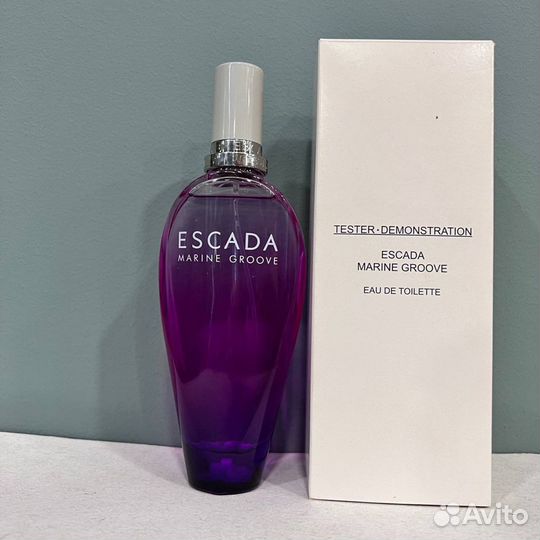 ESCADA
MARINE GROOVE
TESTER·DEMONSTRATION
ESCADA
MARINE GROOVE
EAU DE TOILETTE
Avito